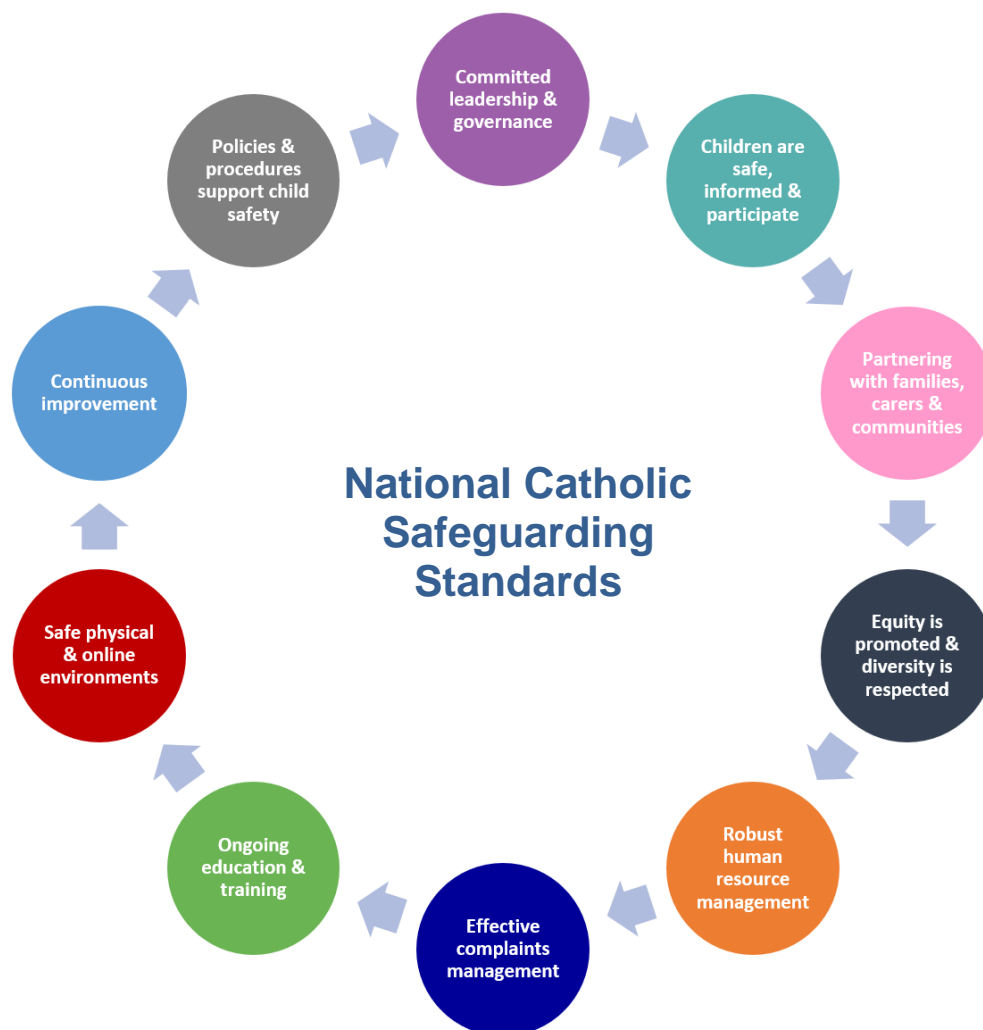 Committed
leadership &
governance
Children are
safe,
informed &
participate
Partnering
with families,
carers &
communities
Equity is
promoted &
diversity is
respected
Robust
human
resource
management
Effective
complaints
management
Ongoing
education &
training
Safe physical
& online
environments
Continuous
improvement
Policies &
procedures
support child
safety
National Catholic
Safeguarding
Standards